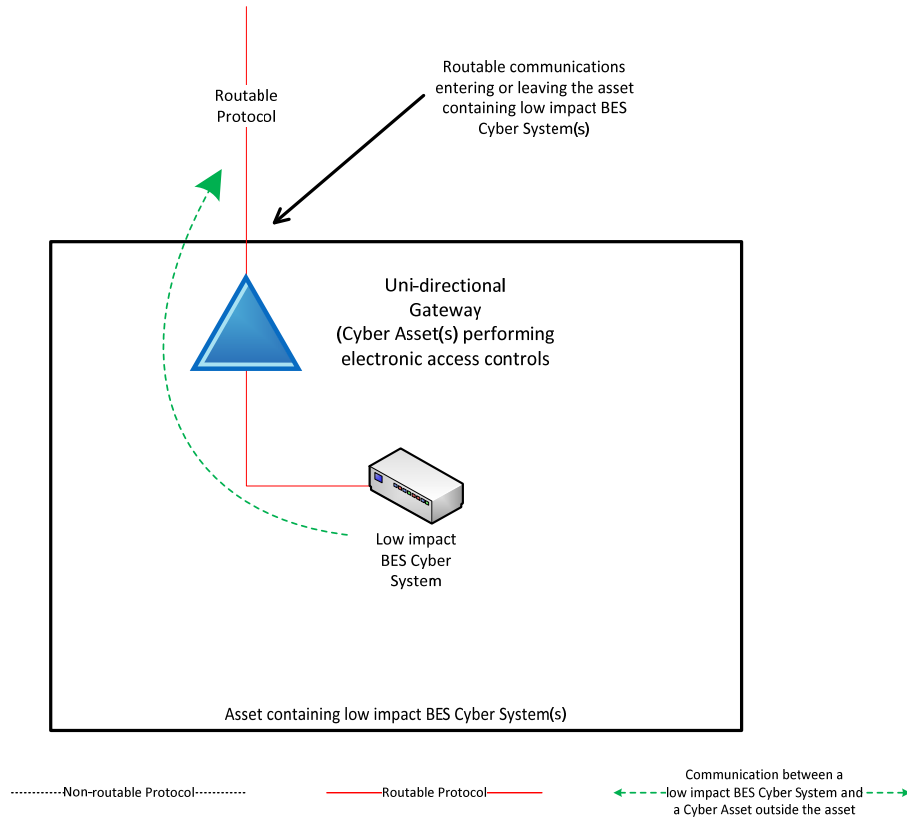 Routable
Protocol
Routable communications
entering or leaving the asset
containing low impact BES
Cyber System(s)
Uni-directional
Gateway
(Cyber Asset(s) performing
electronic access controls
Low impact
BES Cyber
System
Asset containing low impact BES Cyber System(s)
Non-routable Protocol
Routable Protocol
Communication between a
low impact BES Cyber System and
a Cyber Asset outside the asset